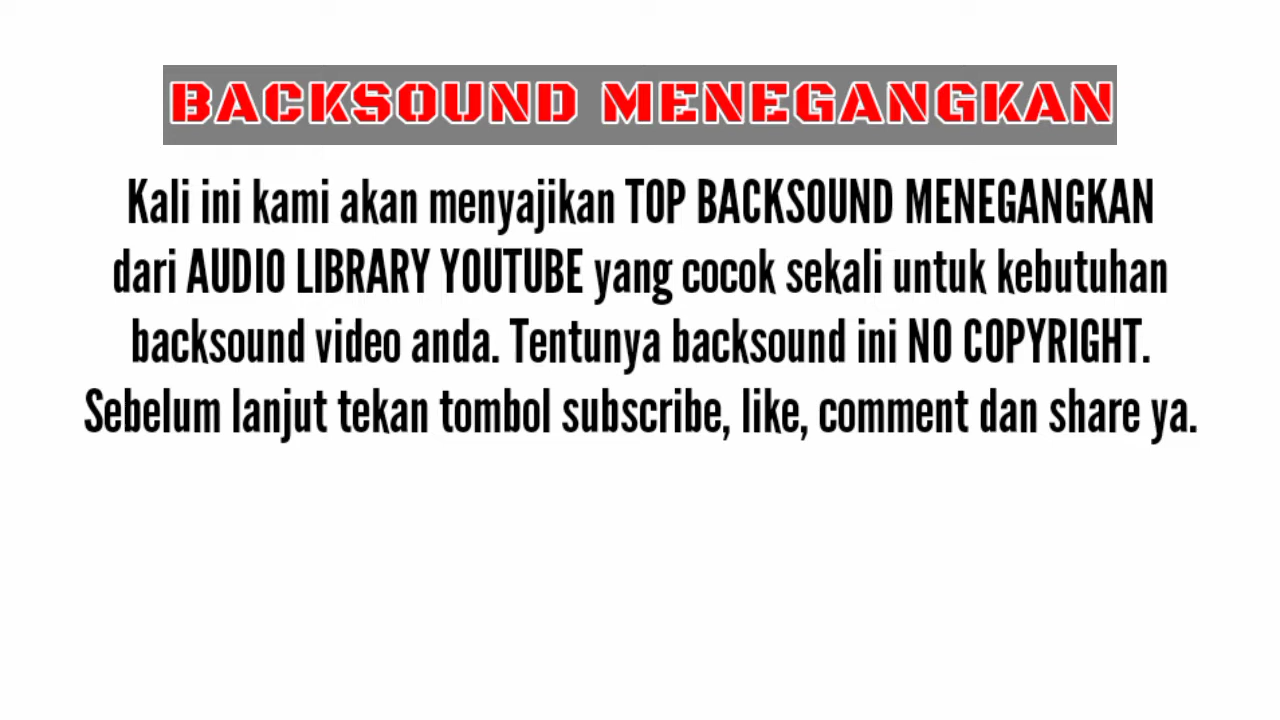 BACKSOUND MENEGANGKAN
Kali ini kami akan menyajikan TOP BACKSOUND MENEGANGKAN
dari AUDIO LIBRARY YOUTUBE yang cocok sekali untuk kebutuhan
backsound video anda. Tentunya backsound ini NO COPYRIGHT.
Sebelum lanjut tekan tombol subscribe, like, comment dan share ya.